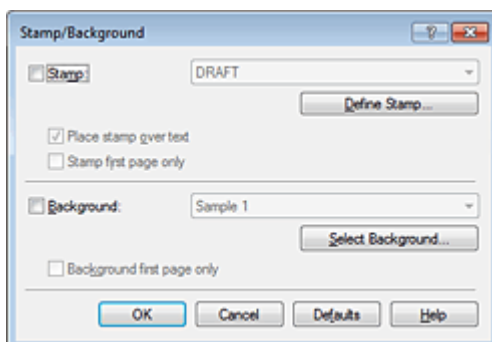 Stamp/Background
Stamp: DRAFT
Define Stamp...
Place stamp over text
Stamp first page only
Background: Sample 1
Select Background...
Background first page only
OK Cancel Defaults Help